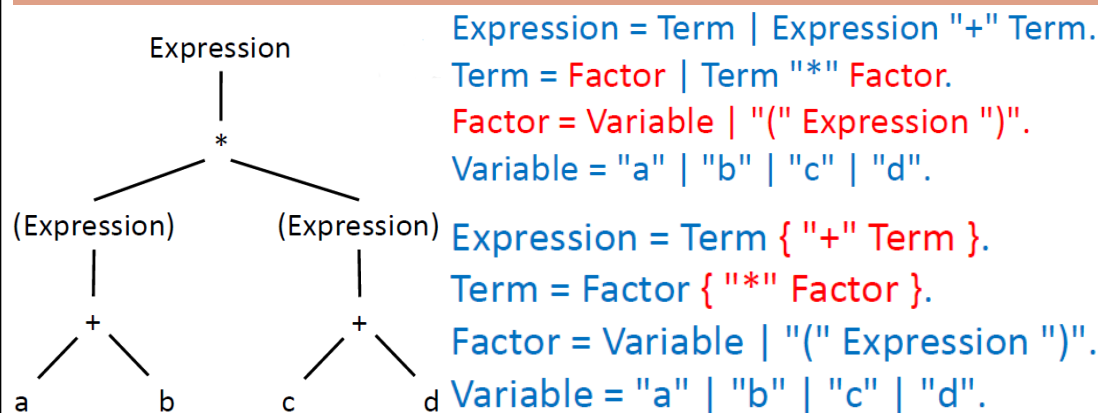 Expression
*
(Expression) (Expression)
+ +
a b c d
Expression = Term | Expression "+" Term.
Term = Factor | Term "*" Factor.
Factor = Variable | "(" Expression ")".
Variable = "a" | "b" | "c" | "d".
Expression = Term { "+" Term }.
Term = Factor { "*" Factor }.
Factor = Variable | "(" Expression ")".
Variable = "a" | "b" | "c" | "d".